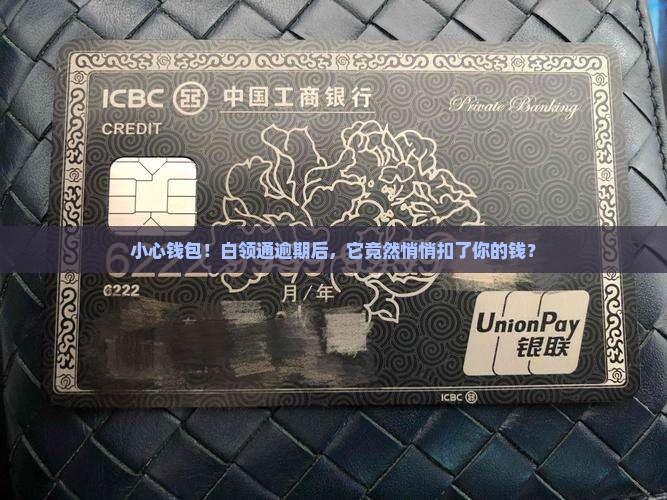 ICBC 中国工商银行
Private Banking
CREDIT
小心钱包！白领通逾期后，它竟然悄悄扣了你的钱？
6222
6222
月/年
UnionPay
银联
ICBC